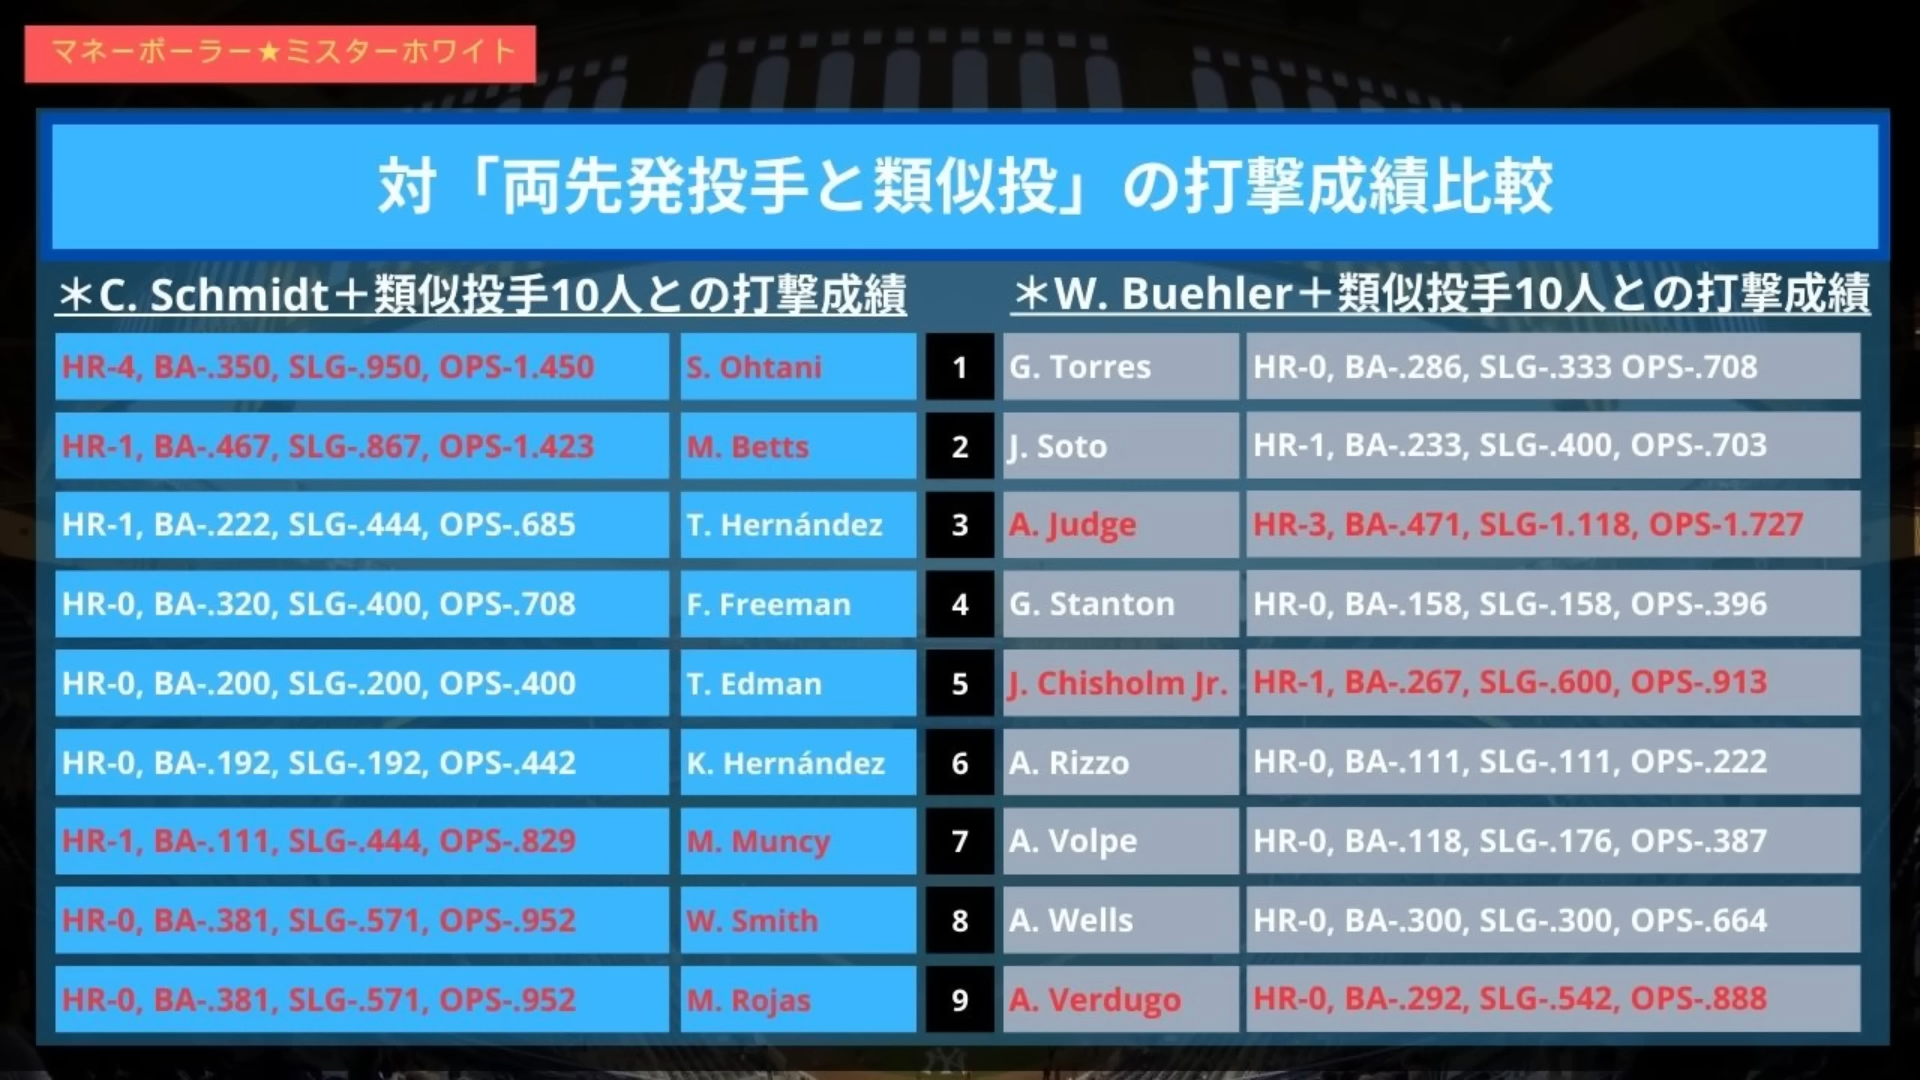 マネーボーラー★ミスターホワイト
対「両先発投手と類似投」の打撃成績比較
＊C. Schmidt＋類似投手10人との打撃成績
＊W. Buehler＋類似投手10人との打撃成績
HR-4, BA-.350, SLG-.950, OPS-1.450 S. Ohtani 1 G. Torres HR-0, BA-.286, SLG-.333 OPS-.708
HR-1, BA-.467, SLG-.867, OPS-1.423 M. Betts 2 J. Soto HR-1, BA-.233, SLG-.400, OPS-.703
HR-1, BA-.222, SLG-.444, OPS-.685 T. Hernández 3 A. Judge HR-3, BA-.471, SLG-1.118, OPS-1.727
HR-0, BA-.320, SLG-.400, OPS-.708 F. Freeman 4 G. Stanton HR-0, BA-.158, SLG-.158, OPS-.396
HR-0, BA-.200, SLG-.200, OPS-.400 T. Edman 5 J. Chisholm Jr. HR-1, BA-.267, SLG-.600, OPS-.913
HR-0, BA-.192, SLG-.192, OPS-.442 K. Hernández 6 A. Rizzo HR-0, BA-.111, SLG-.111, OPS-.222
HR-1, BA-.111, SLG-.444, OPS-.829 M. Muncy 7 A. Volpe HR-0, BA-.118, SLG-.176, OPS-.387
HR-0, BA-.381, SLG-.571, OPS-.952 W. Smith 8 A. Wells HR-0, BA-.300, SLG-.300, OPS-.664
HR-0, BA-.381, SLG-.571, OPS-.952 M. Rojas 9 A. Verdugo HR-0, BA-.292, SLG-.542, OPS-.888